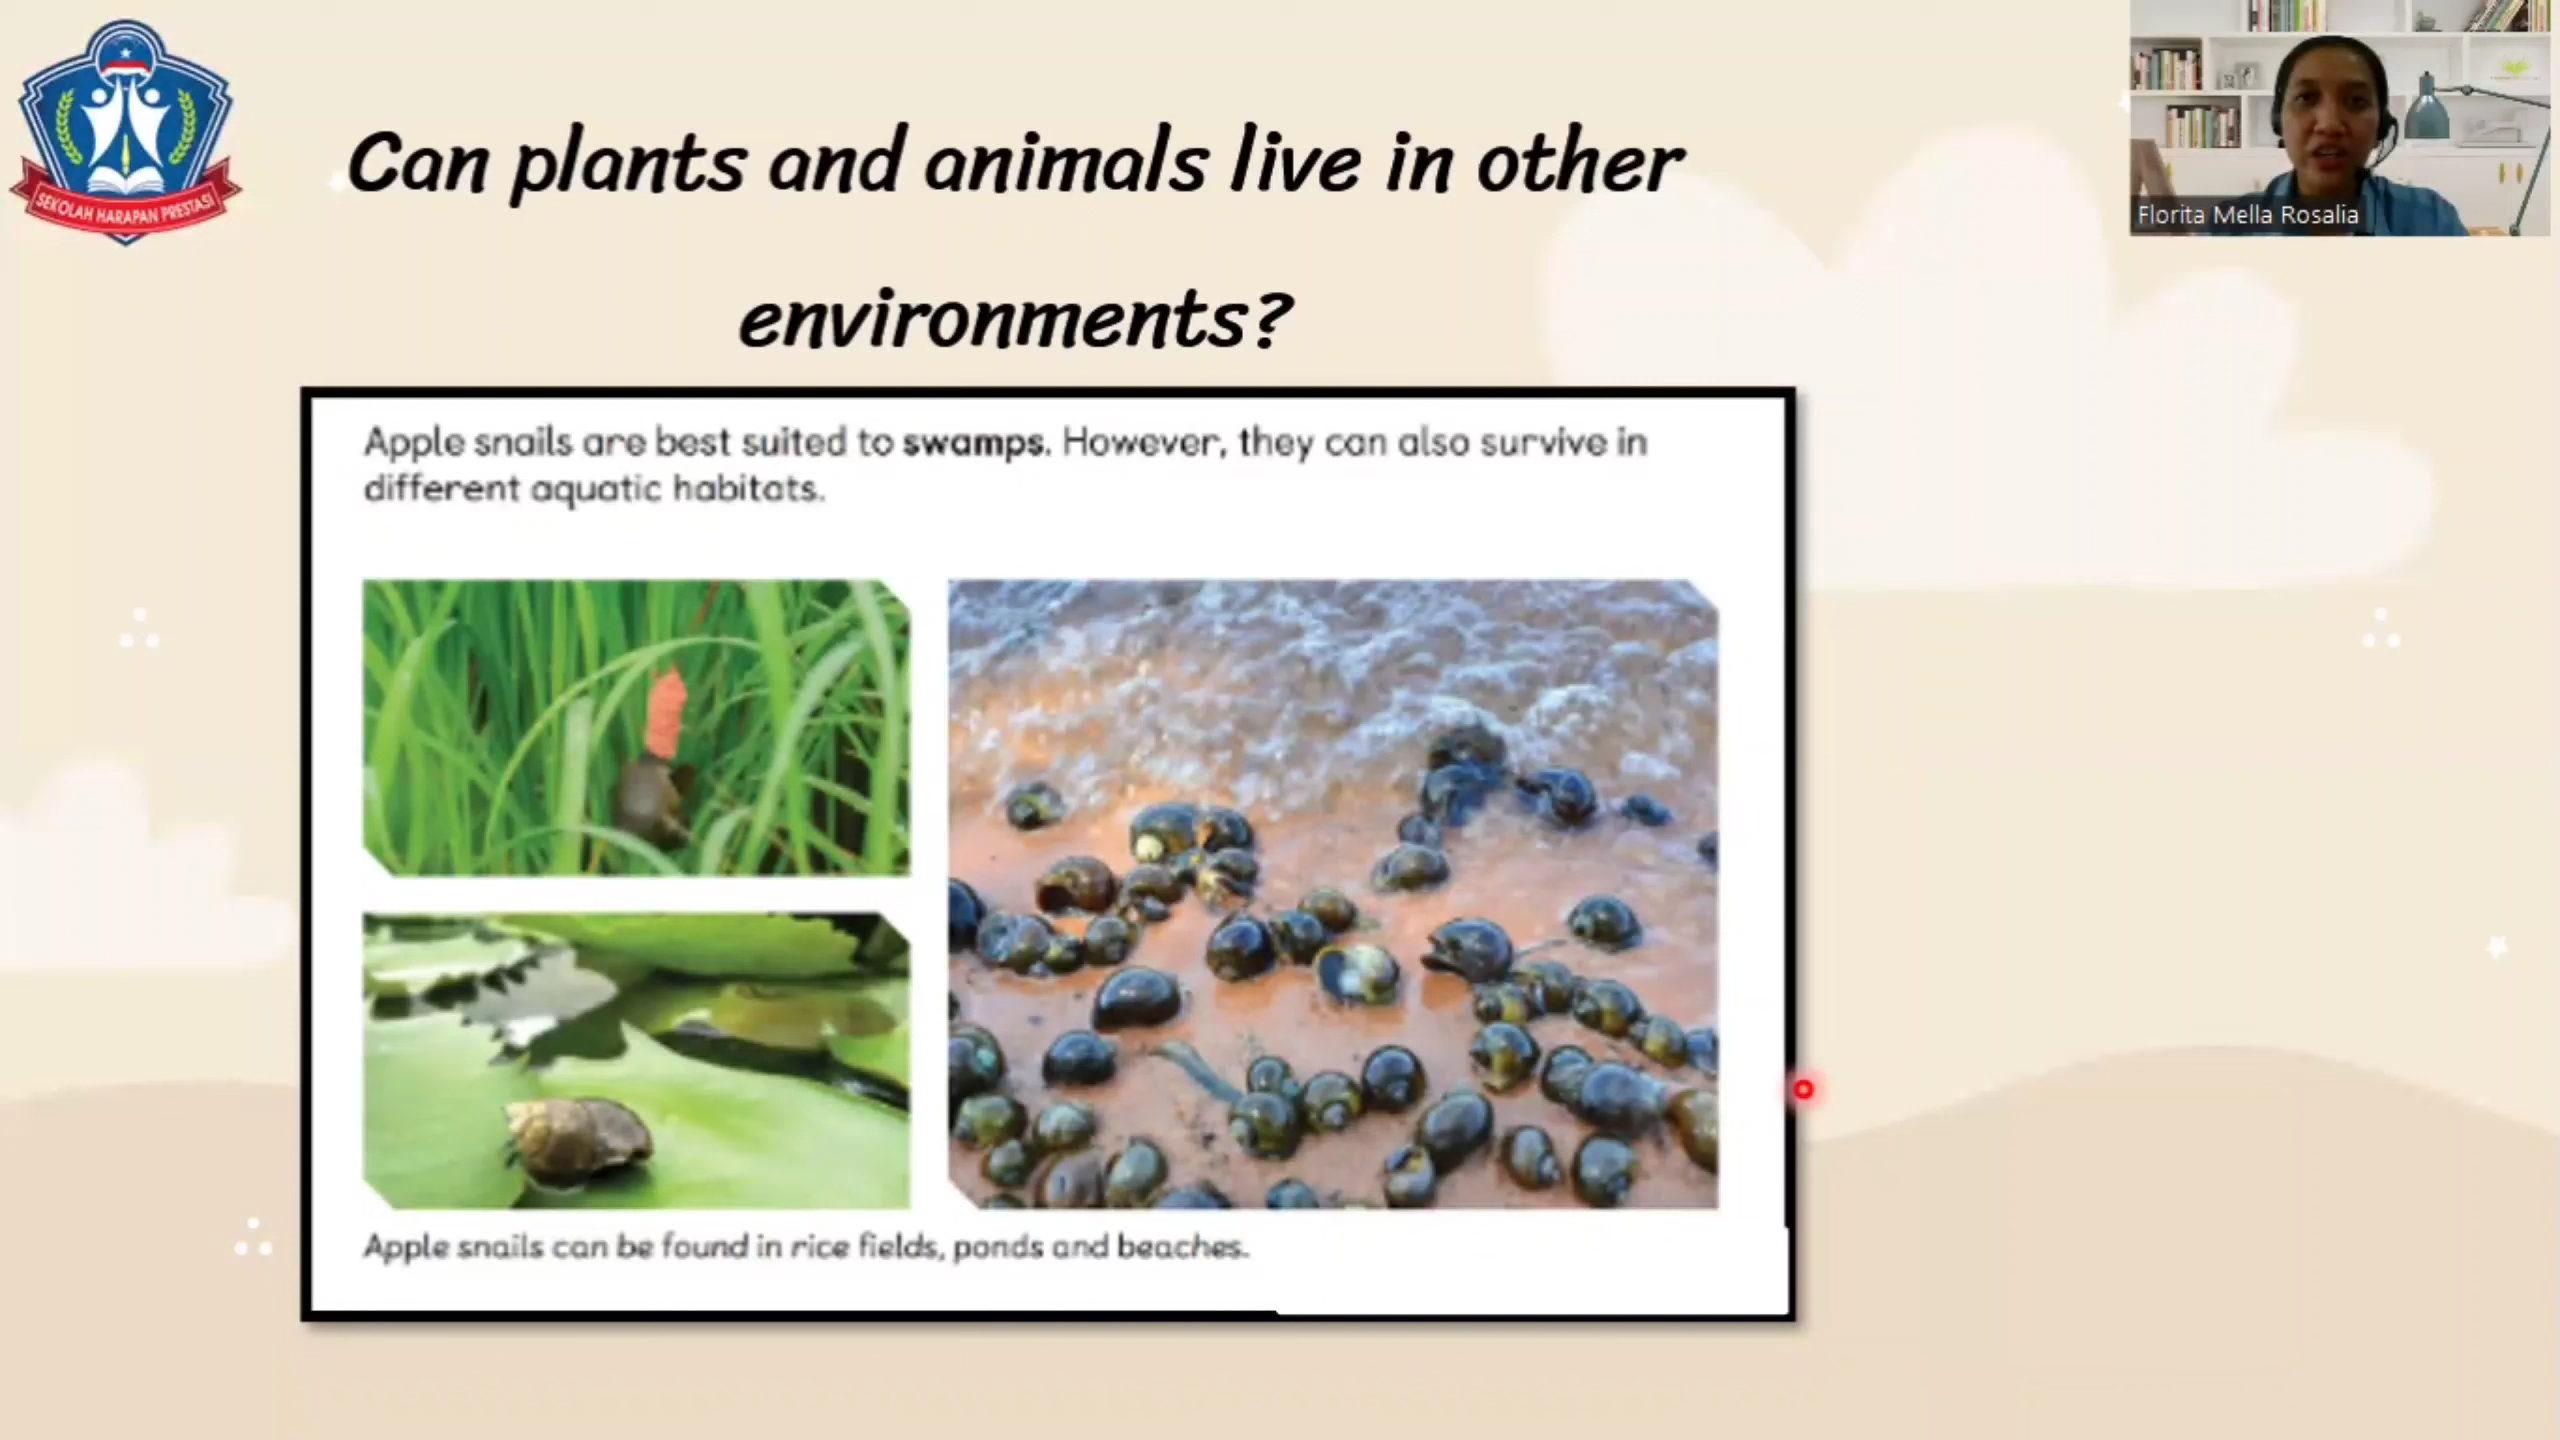 SEKOLAH HARAPAN PRESTASI
Can plants and animals live in other
environments?
Florita Mella Rosalia
Apple snails are best suited to swamps. However, they can also survive in
different aquatic habitats.
Apple snails can be found in rice fields, ponds and beaches.